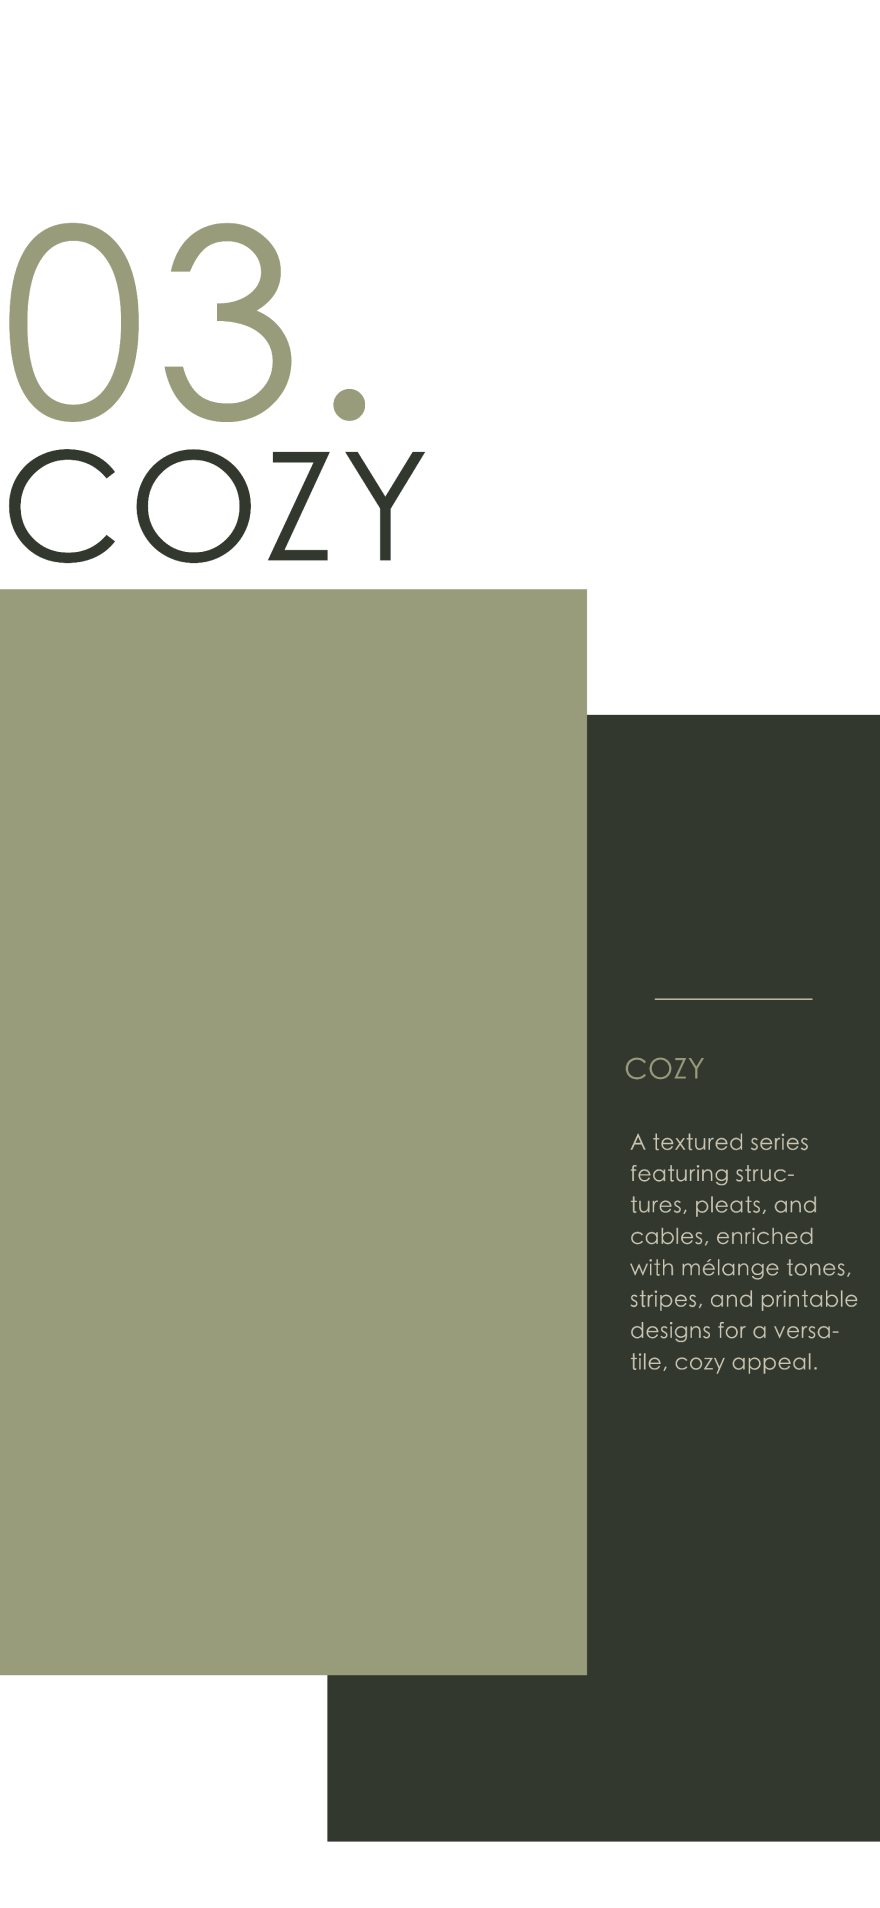 03.
COZY
COZY
A textured series
featuring struc-
tures, pleats, and
cables, enriched
with mélange tones,
stripes, and printable
designs for a versa-
tile, cozy appeal.